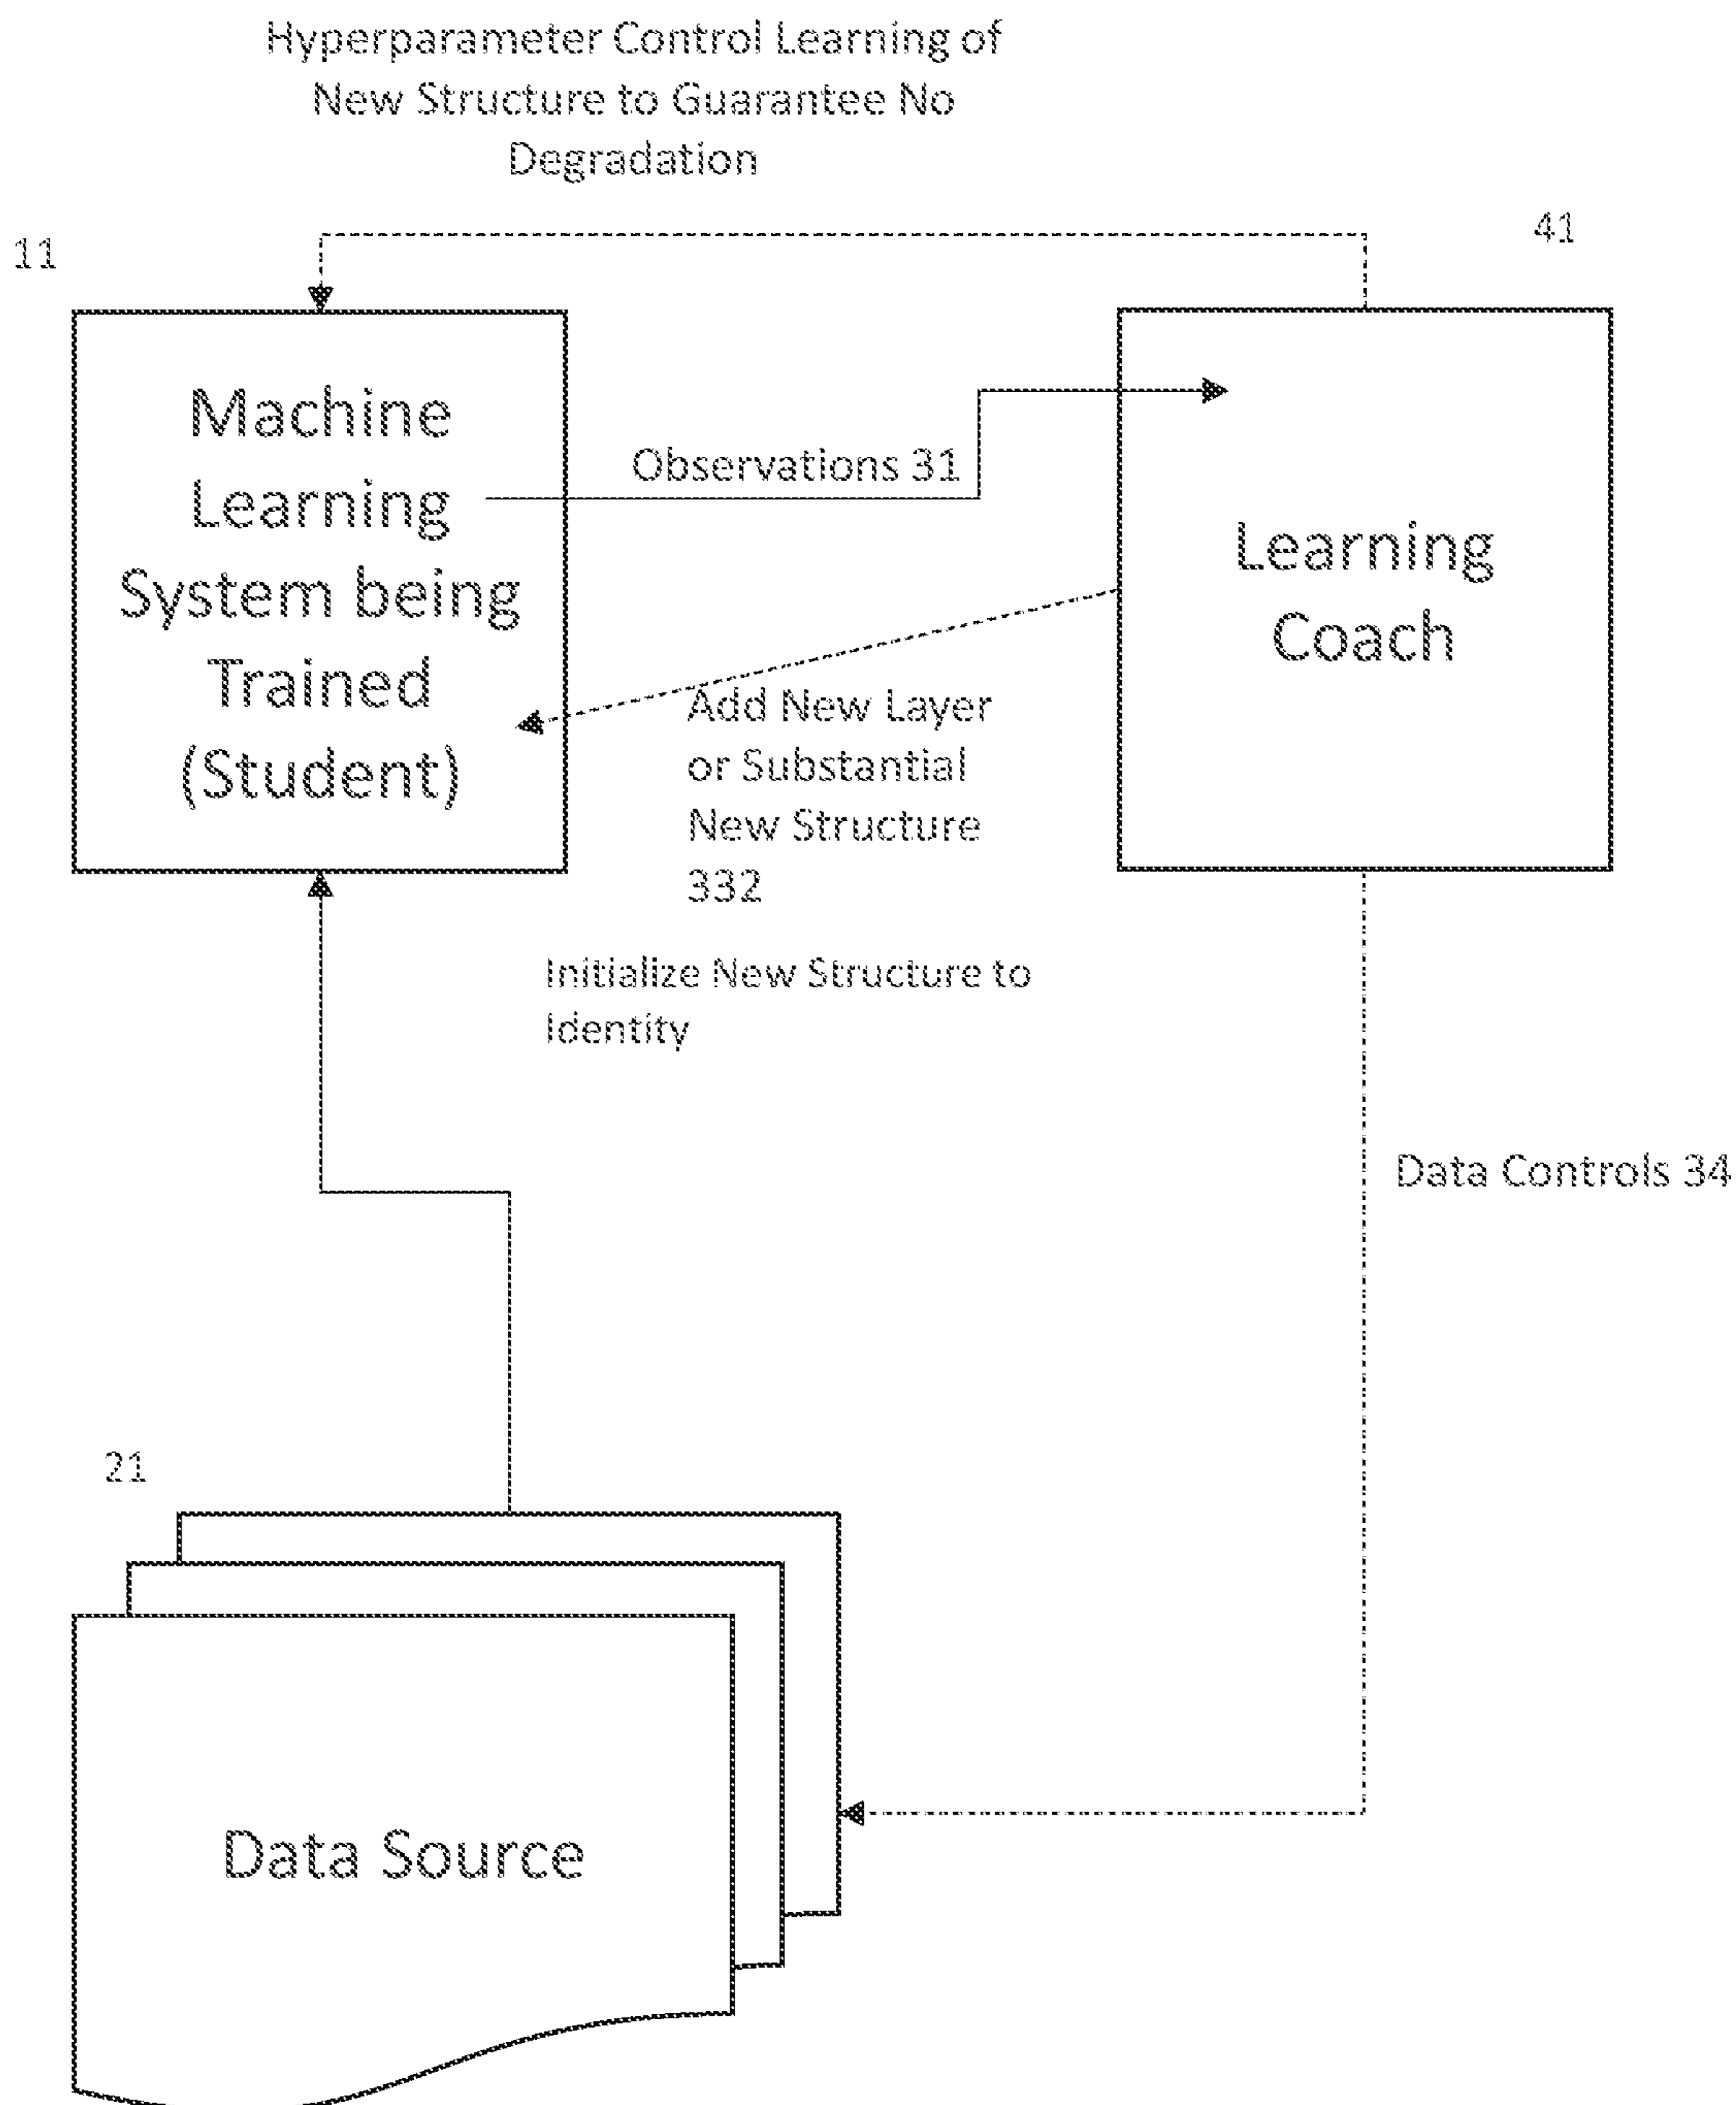 Hyperparameter Control Learning of
New Structure to Guarantee No
Degradation
11
41
Machine
Learning
System being
Trained
(Student)
Observations 31
Learning
Coach
Add New Layer
or Substantial
New Structure
332
Initialize New Structure to
Identity
Data Controls 34
21
Data Source